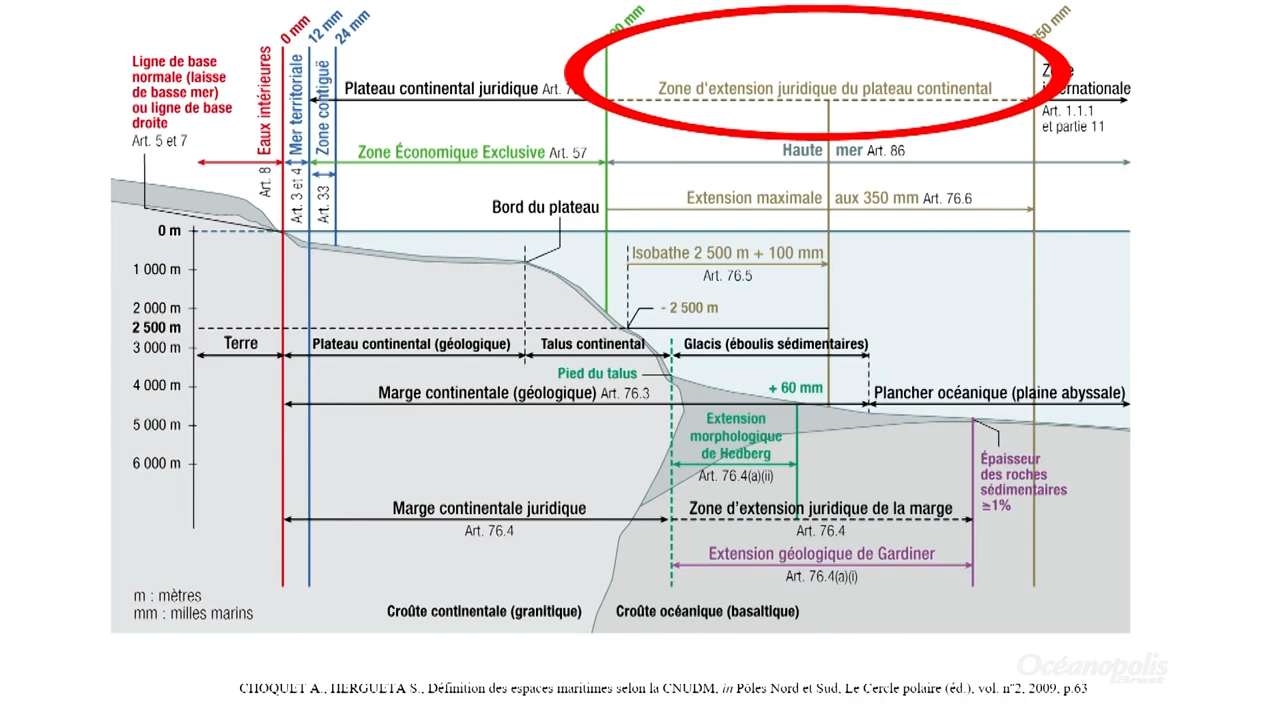 0 mm
12 mm
24 mm
Ligne de base
normale (laisse
de basse mer)
ou ligne de base
droite
Art. 5 et 7
Eaux intérieures
Art. 8
Mer territoriale
Art. 3 et 4
Zone contiguë
Art. 33
Plateau continental juridique Art.
Zone d'extension juridique du plateau continental
Art. 1.1.1
et partie 11
Zone Économique Exclusive Art. 57
Haute mer Art. 86
Extension maximale aux 350 mm Art. 76.6
Bord du plateau
0 m
Isobathe 2 500 m + 100 mm
Art. 76.5
1 000 m
2 000 m
- 2 500 m
2 500 m
3 000 m
Terre
Plateau continental (géologique)
Talus continental
Glacis (éboulis sédimentaires)
Pied du talus
4 000 m
+ 60 mm
Marge continentale (géologique) Art. 76.3
Plancher océanique (plaine abyssale)
5 000 m
6 000 m
Extension
morphologique
de Hedberg
Art. 76.4(a)(ii)
Épaisseur
des roches
sédimentaires
≥1%
Marge continentale juridique
Art. 76.4
Zone d'extension juridique de la marge
Art. 76.4
Extension géologique de Gardiner
Art. 76.4(a)(i)
m : mètres
mm : milles marins
Croûte continentale (granitique)
Croûte océanique (basaltique)
Océanopolis
Brest
CHOQUET A., HERGUETA S., Définition des espaces maritimes selon la CNUDM, in Pôles Nord et Sud, Le Cercle polaire (éd.), vol. n°2, 2009, p.63